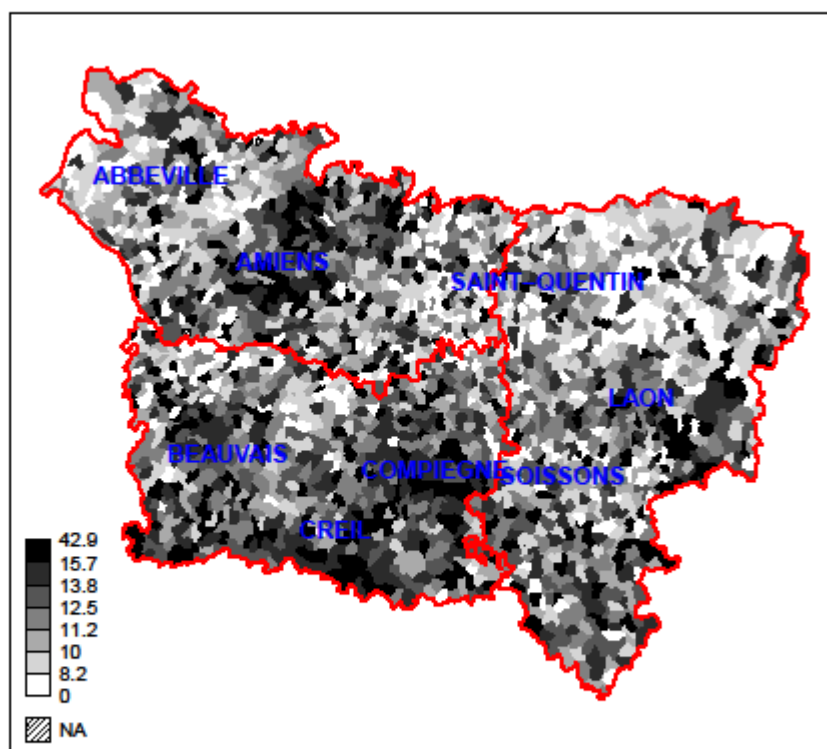 ABBEVILLE
AMIENS
SAINT-QUENTIN
LAON
BEAUVAIS
COMPIEGNE
SOISSONS
CREIL
42.9
15.7
13.8
12.5
11.2
10
8.2
0
NA